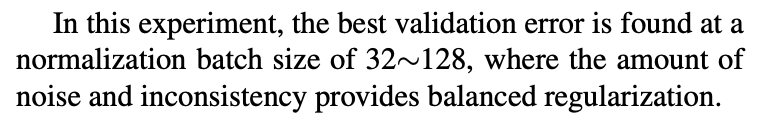 In this experiment, the best validation error is found at a
normalization batch size of 32∼128, where the amount of
noise and inconsistency provides balanced regularization.